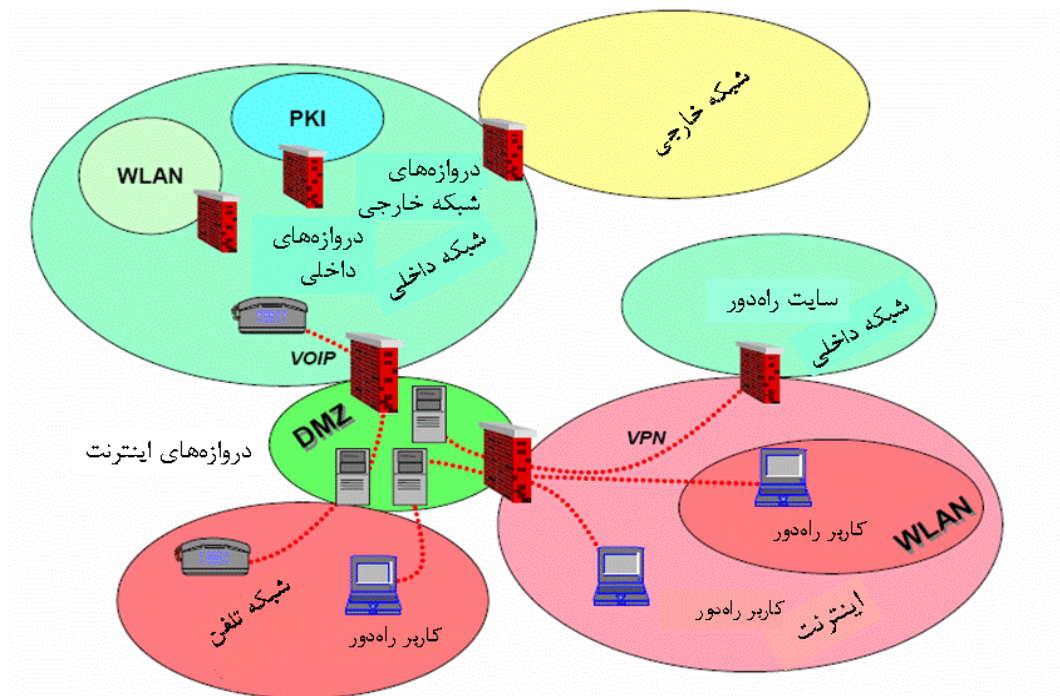 شبکه خارجی
PKI
WLAN
دروازه‌های
شبکه خارجی
دروازه‌های
داخلی
شبکه داخلی
VOIP
سایت راه‌دور
شبکه داخلی
DMZ
دروازه‌های اینترنت
VPN
کاربر راه‌دور
WLAN
شبکه تلفن
کاربر راه‌دور
کاربر راه‌دور
اینترنت